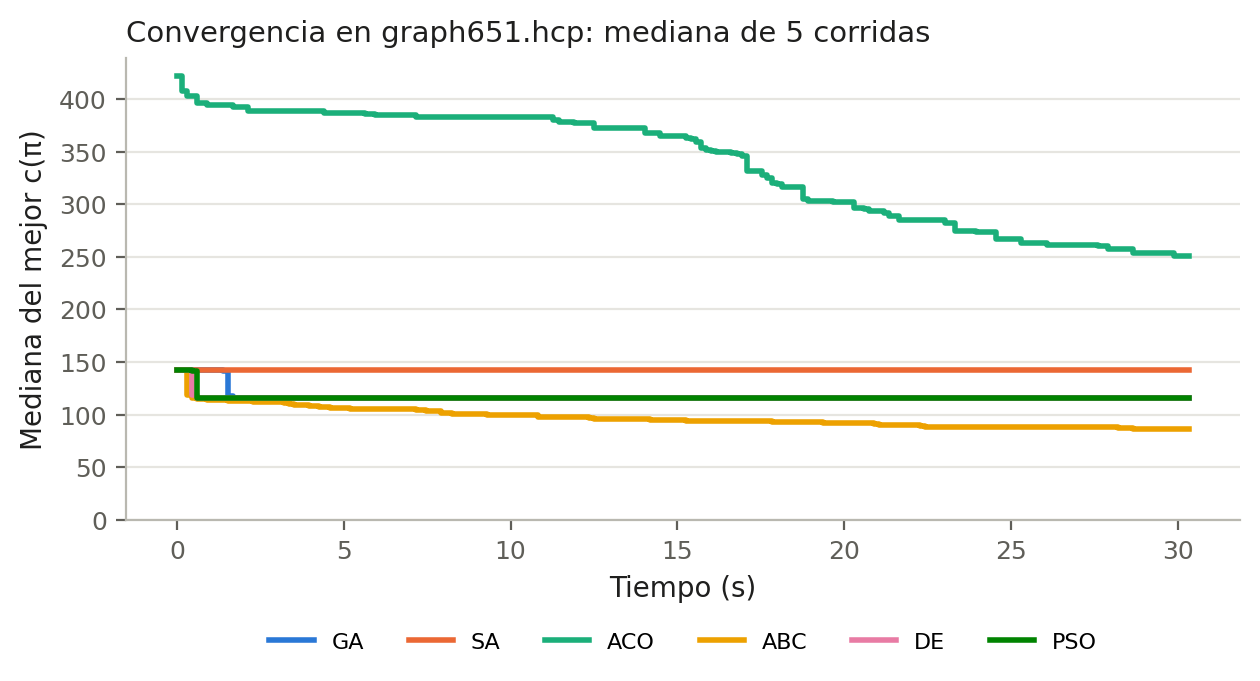 Convergencia en graph651.hcp: mediana de 5 corridas
Mediana del mejor c(π)
400
350
300
250
200
150
100
50
0
0 5 10 15 20 25 30
Tiempo (s)
GA SA ACO ABC DE PSO